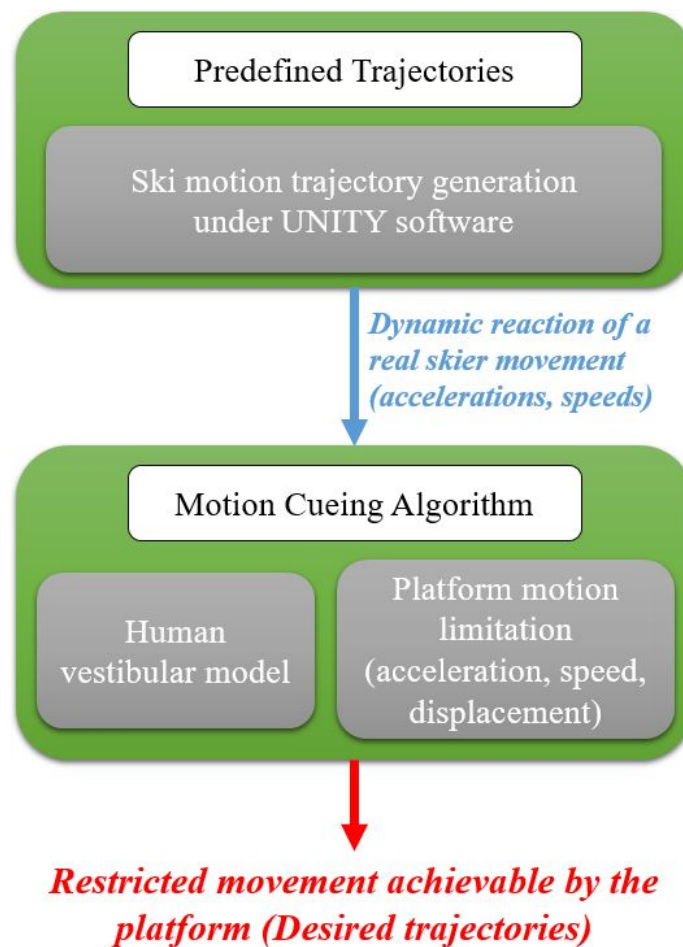 Predefined Trajectories
Ski motion trajectory generation
under UNITY software
Dynamic reaction of a
real skier movement
(accelerations, speeds)
Motion Cueing Algorithm
Human
vestibular model
Platform motion
limitation
(acceleration, speed,
displacement)
Restricted movement achievable by the
platform (Desired trajectories)